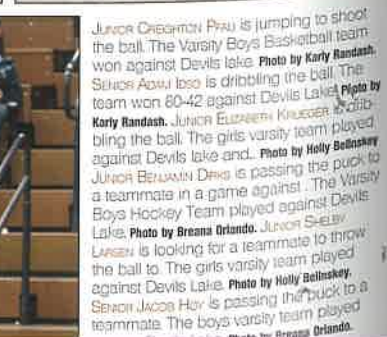 JUNIOR CREIGHTON PFAU is jumping to shoot
the ball. The Varsity Boys Basketball team
won against Devils lake. Photo by Karly Randash.
SENIOR ADAM IDSO is dribbling the ball. The
team won 80-42 against Devils Lake. Photo by
Karly Randash. JUNIOR ELIZABETH KRUEGER is drib-
bling the ball. The girls varsity team played
against Devils lake and.. Photo by Holly Belinskey
JUNIOR BENJAMIN DIRKS is passing the puck to
a teammate in a game against . The Varsity
Boys Hockey Team played against Devils
Lake. Photo by Breana Orlando. JUNIOR SHELBY
LARSEN is looking for a teammate to throw
the ball to. The girls varsity team played
against Devils Lake. Photo by Holly Belinskey.
SENIOR JACOB HOY is passing the puck to a
teammate. The boys varsity team played
Photo by Breana Orlando.